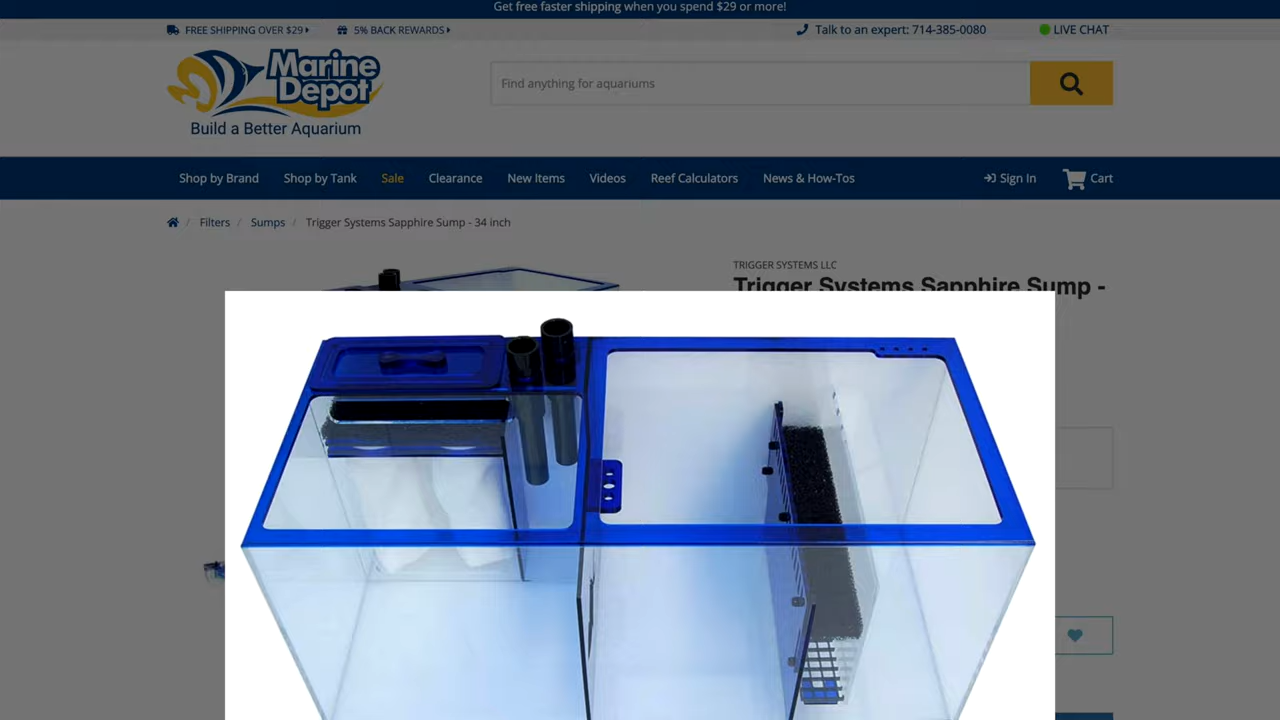 Get free faster shipping when you spend $29 or more!
FREE SHIPPING OVER $29
5% BACK REWARDS
Talk to an expert: 714-385-0080
LIVE CHAT
Marine
Depot
Build a Better Aquarium
Find anything for aquariums
Shop by Brand
Shop by Tank
Sale
Clearance
New Items
Videos
Reef Calculators
News & How-Tos
Sign In
Cart
/ Filters / Sumps / Trigger Systems Sapphire Sump - 34 inch
TRIGGER SYSTEMS LLC
Trigger Systems Sapphire Sump -